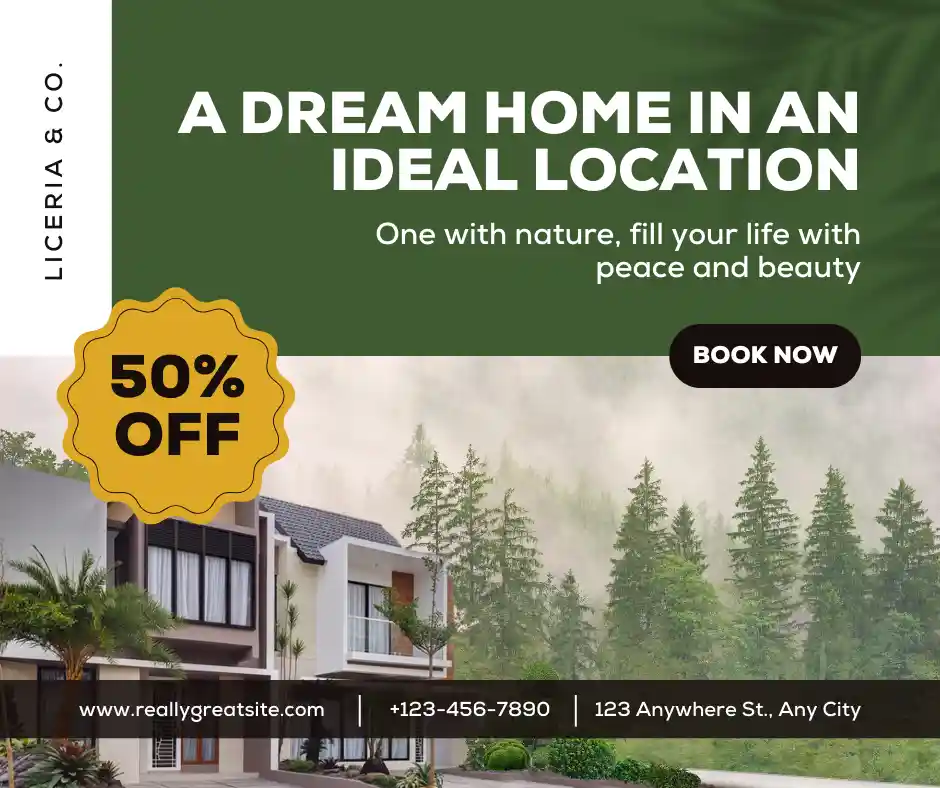 LICERIA & CO.
A DREAM HOME IN AN
IDEAL LOCATION
One with nature, fill your life with
peace and beauty
BOOK NOW
50%
OFF
www.reallygreatsite.com
+123-456-7890
123 Anywhere St., Any City